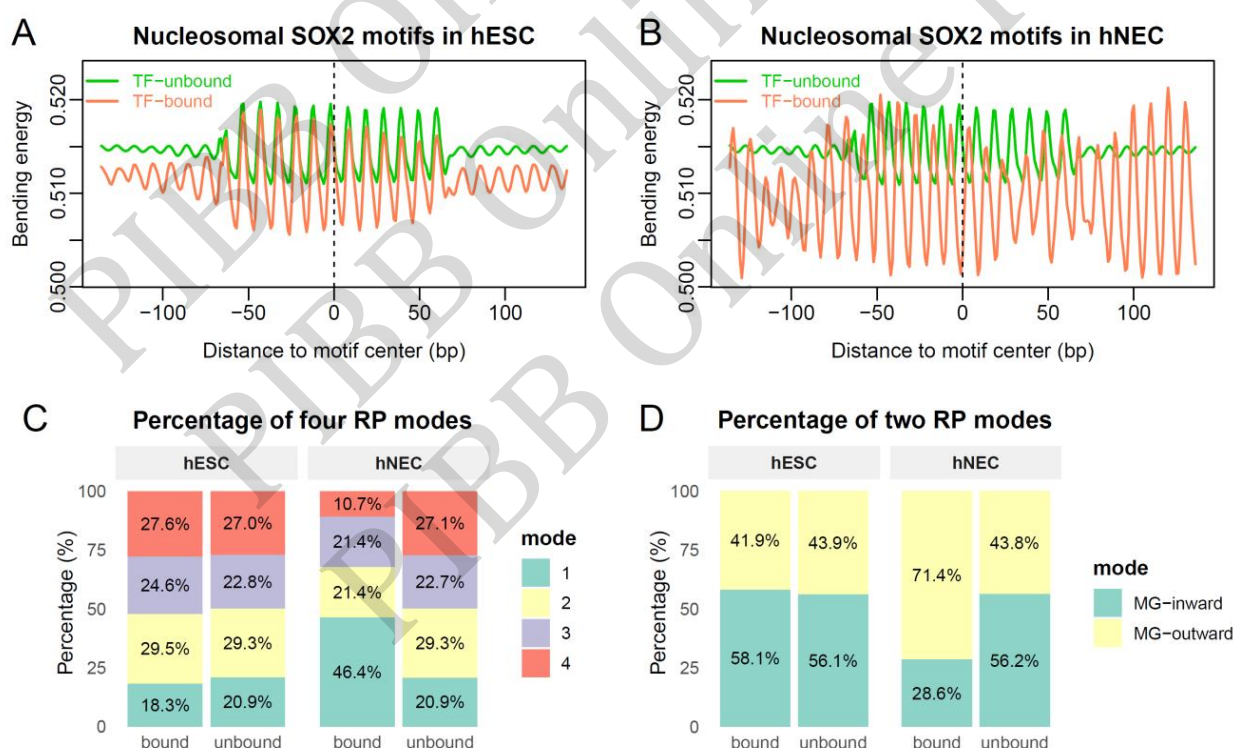 A
Nucleosomal SOX2 motifs in hESC
TF−unbound
TF−bound
Bending energy
0.520
0.510
0.500
−100
−50
0
50
100
Distance to motif center (bp)
B
Nucleosomal SOX2 motifs in hNEC
TF−unbound
TF−bound
Bending energy
0.520
0.510
0.500
−100
−50
0
50
100
Distance to motif center (bp)
C
Percentage of four RP modes
hESC
hNEC
Percentage (%)
100
75
50
25
0
27.6%
24.6%
29.5%
18.3%
27.0%
22.8%
29.3%
20.9%
10.7%
21.4%
21.4%
46.4%
27.1%
22.7%
29.3%
20.9%
bound
unbound
bound
unbound
mode
1
2
3
4
D
Percentage of two RP modes
hESC
hNEC
Percentage (%)
100
75
50
25
0
41.9%
58.1%
43.9%
56.1%
71.4%
28.6%
43.8%
56.2%
bound
unbound
bound
unbound
mode
MG−inward
MG−outward
PIBB Online
PIBB Online
PIBB Online